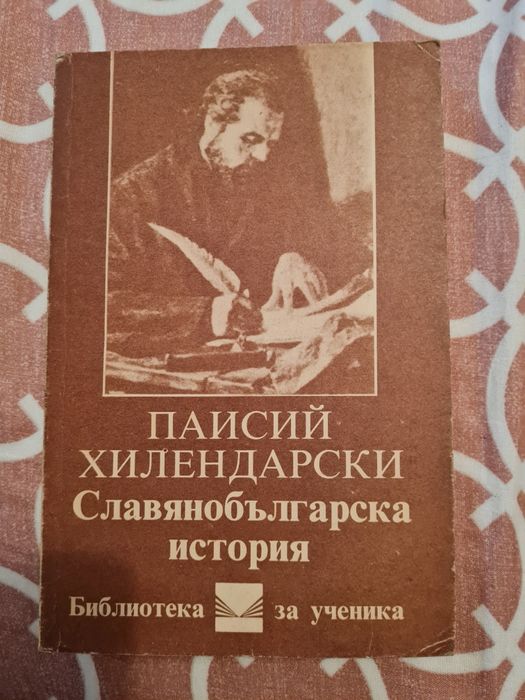 ПАИСИЙ
ХИЛЕНДАРСКИ
Славянобългарска
история
Библиотека за ученика